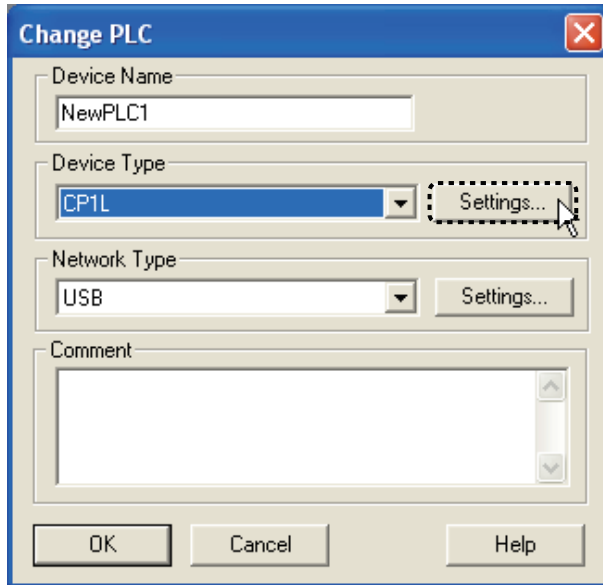 Change PLC
Device Name
NewPLC1
Device Type
CP1L
Settings...
Network Type
USB
Settings...
Comment
OK
Cancel
Help